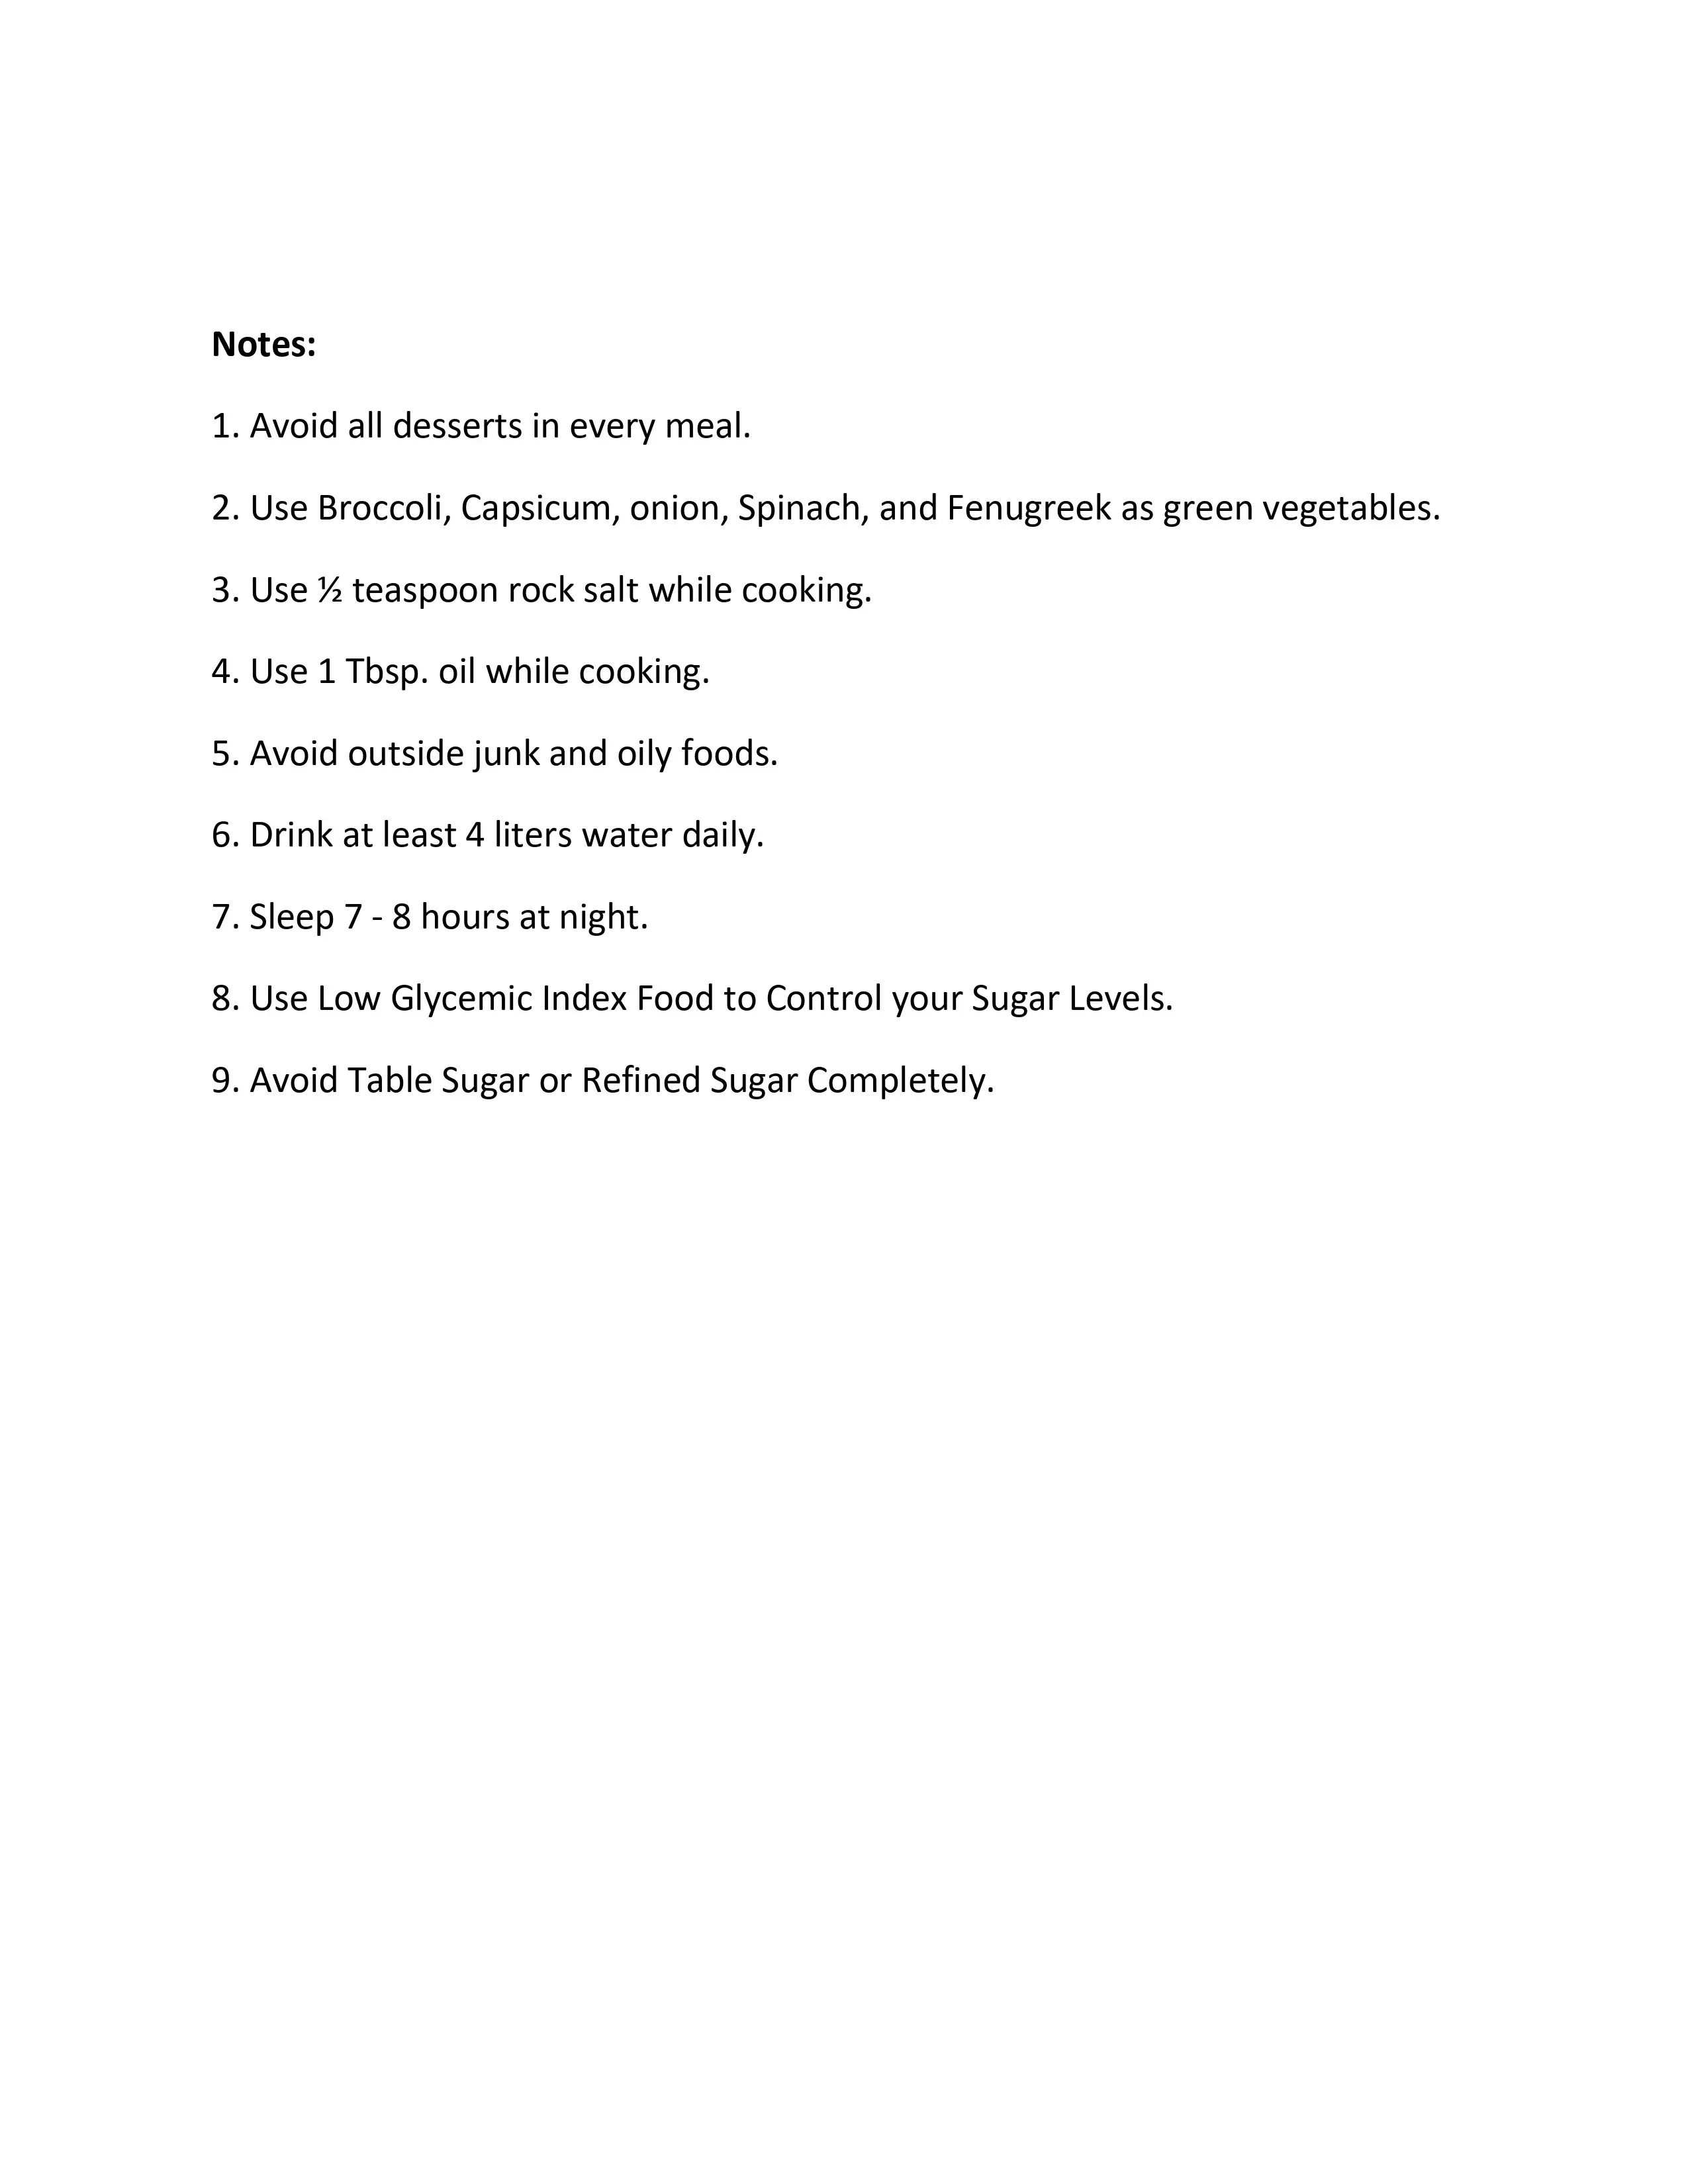 Notes:
1. Avoid all desserts in every meal.
2. Use Broccoli, Capsicum, onion, Spinach, and Fenugreek as green vegetables.
3. Use ½ teaspoon rock salt while cooking.
4. Use 1 Tbsp. oil while cooking.
5. Avoid outside junk and oily foods.
6. Drink at least 4 liters water daily.
7. Sleep 7 - 8 hours at night.
8. Use Low Glycemic Index Food to Control your Sugar Levels.
9. Avoid Table Sugar or Refined Sugar Completely.